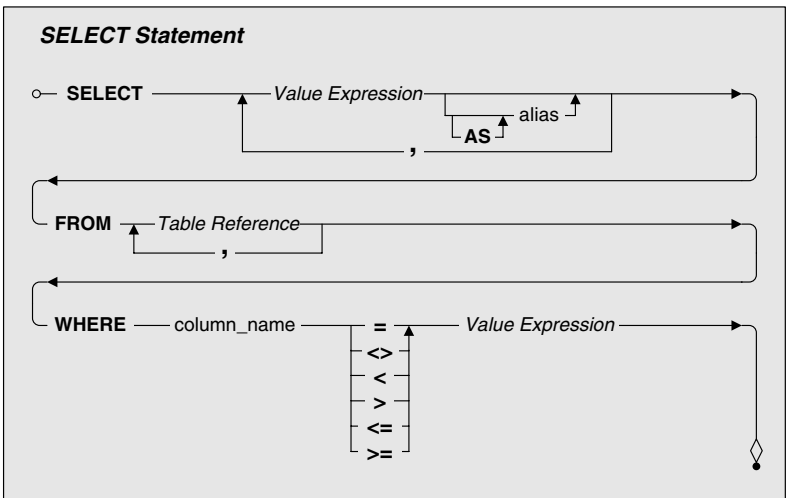 SELECT Statement
SELECT Value Expression
alias
AS
,
FROM Table Reference
,
WHERE column_name = Value Expression
<>
<
>
<=
>=